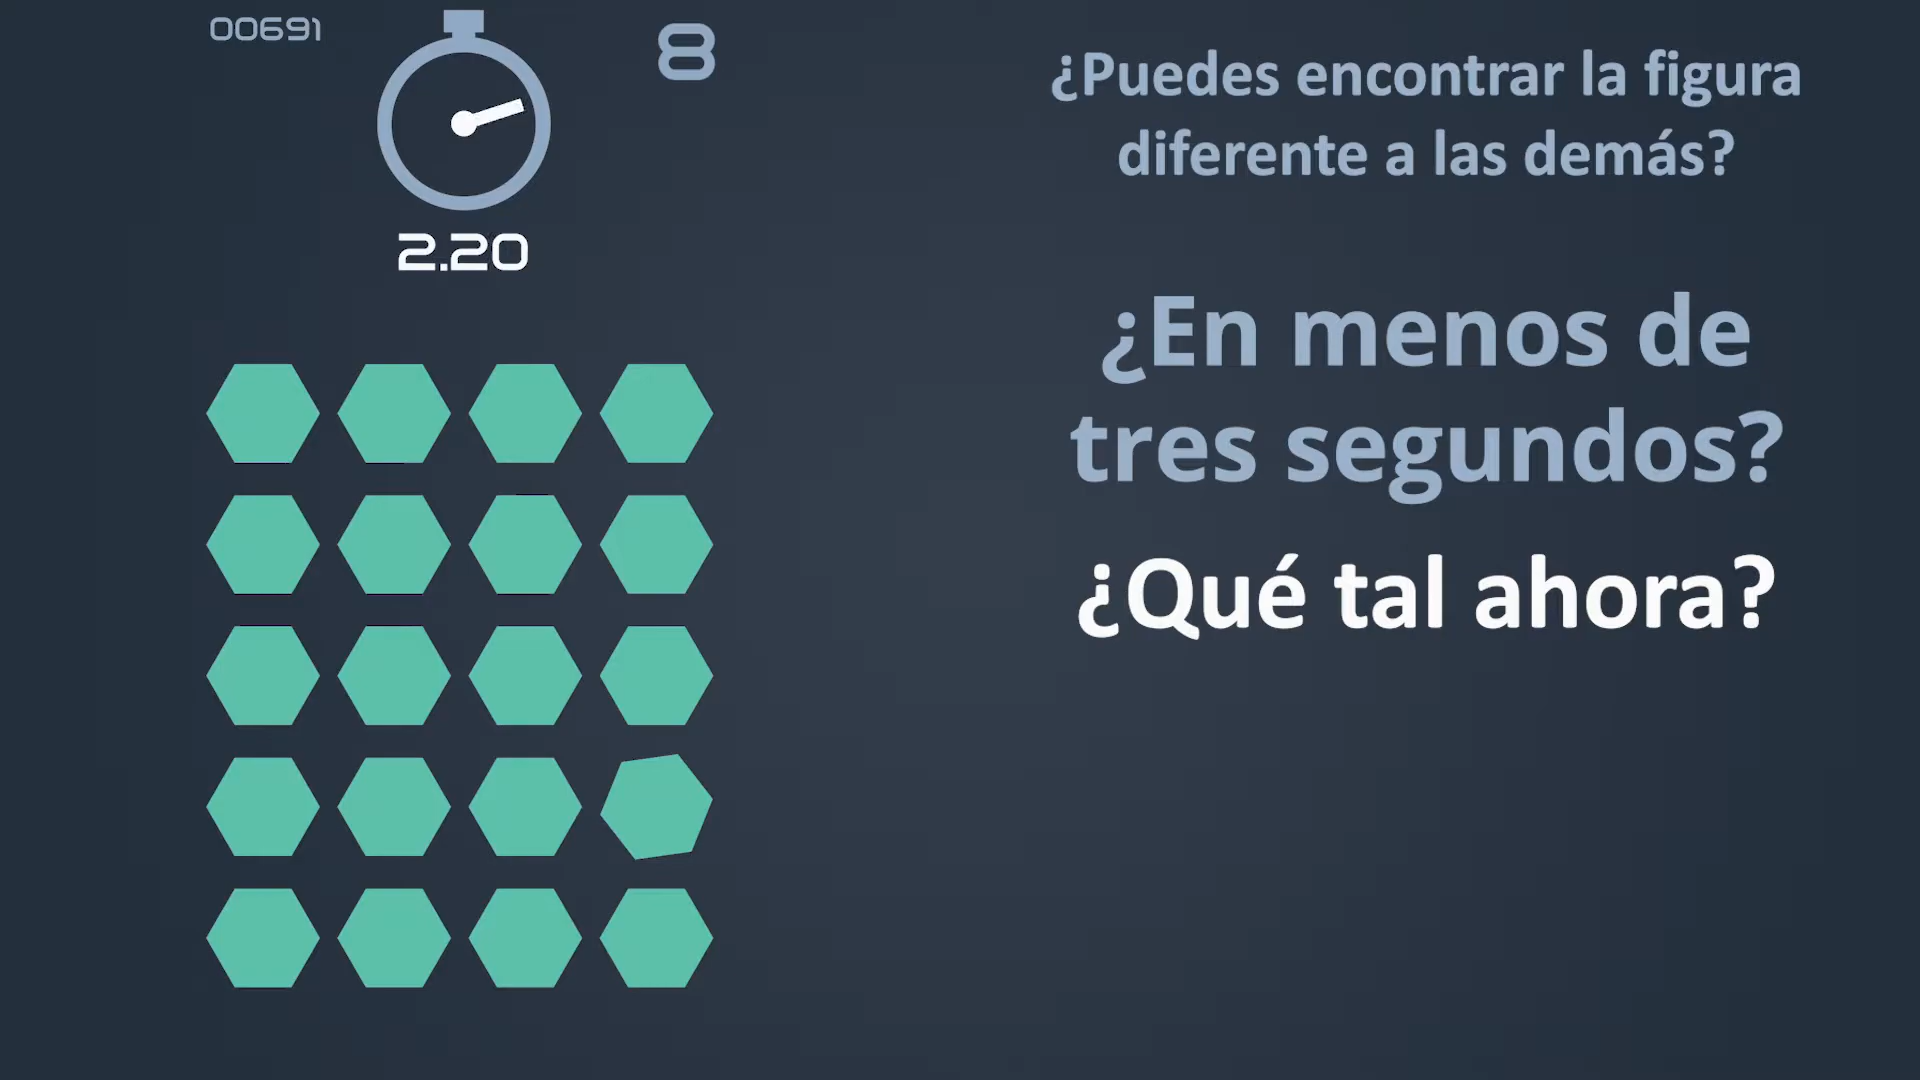 00691
8
2.20
¿Puedes encontrar la figura
diferente a las demás?
¿En menos de
tres segundos?
¿Qué tal ahora?